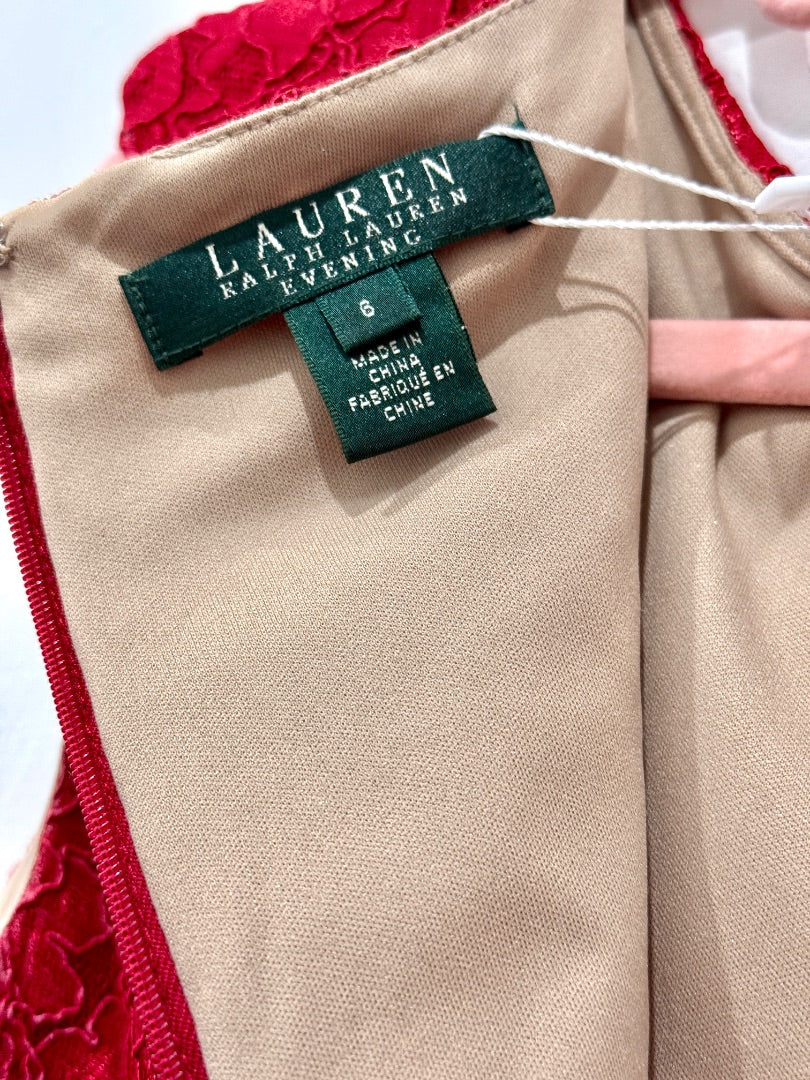 LAUREN
RALPH LAUREN
EVENING
6
MADE IN
CHINA
FABRIQUÉ EN
CHINE